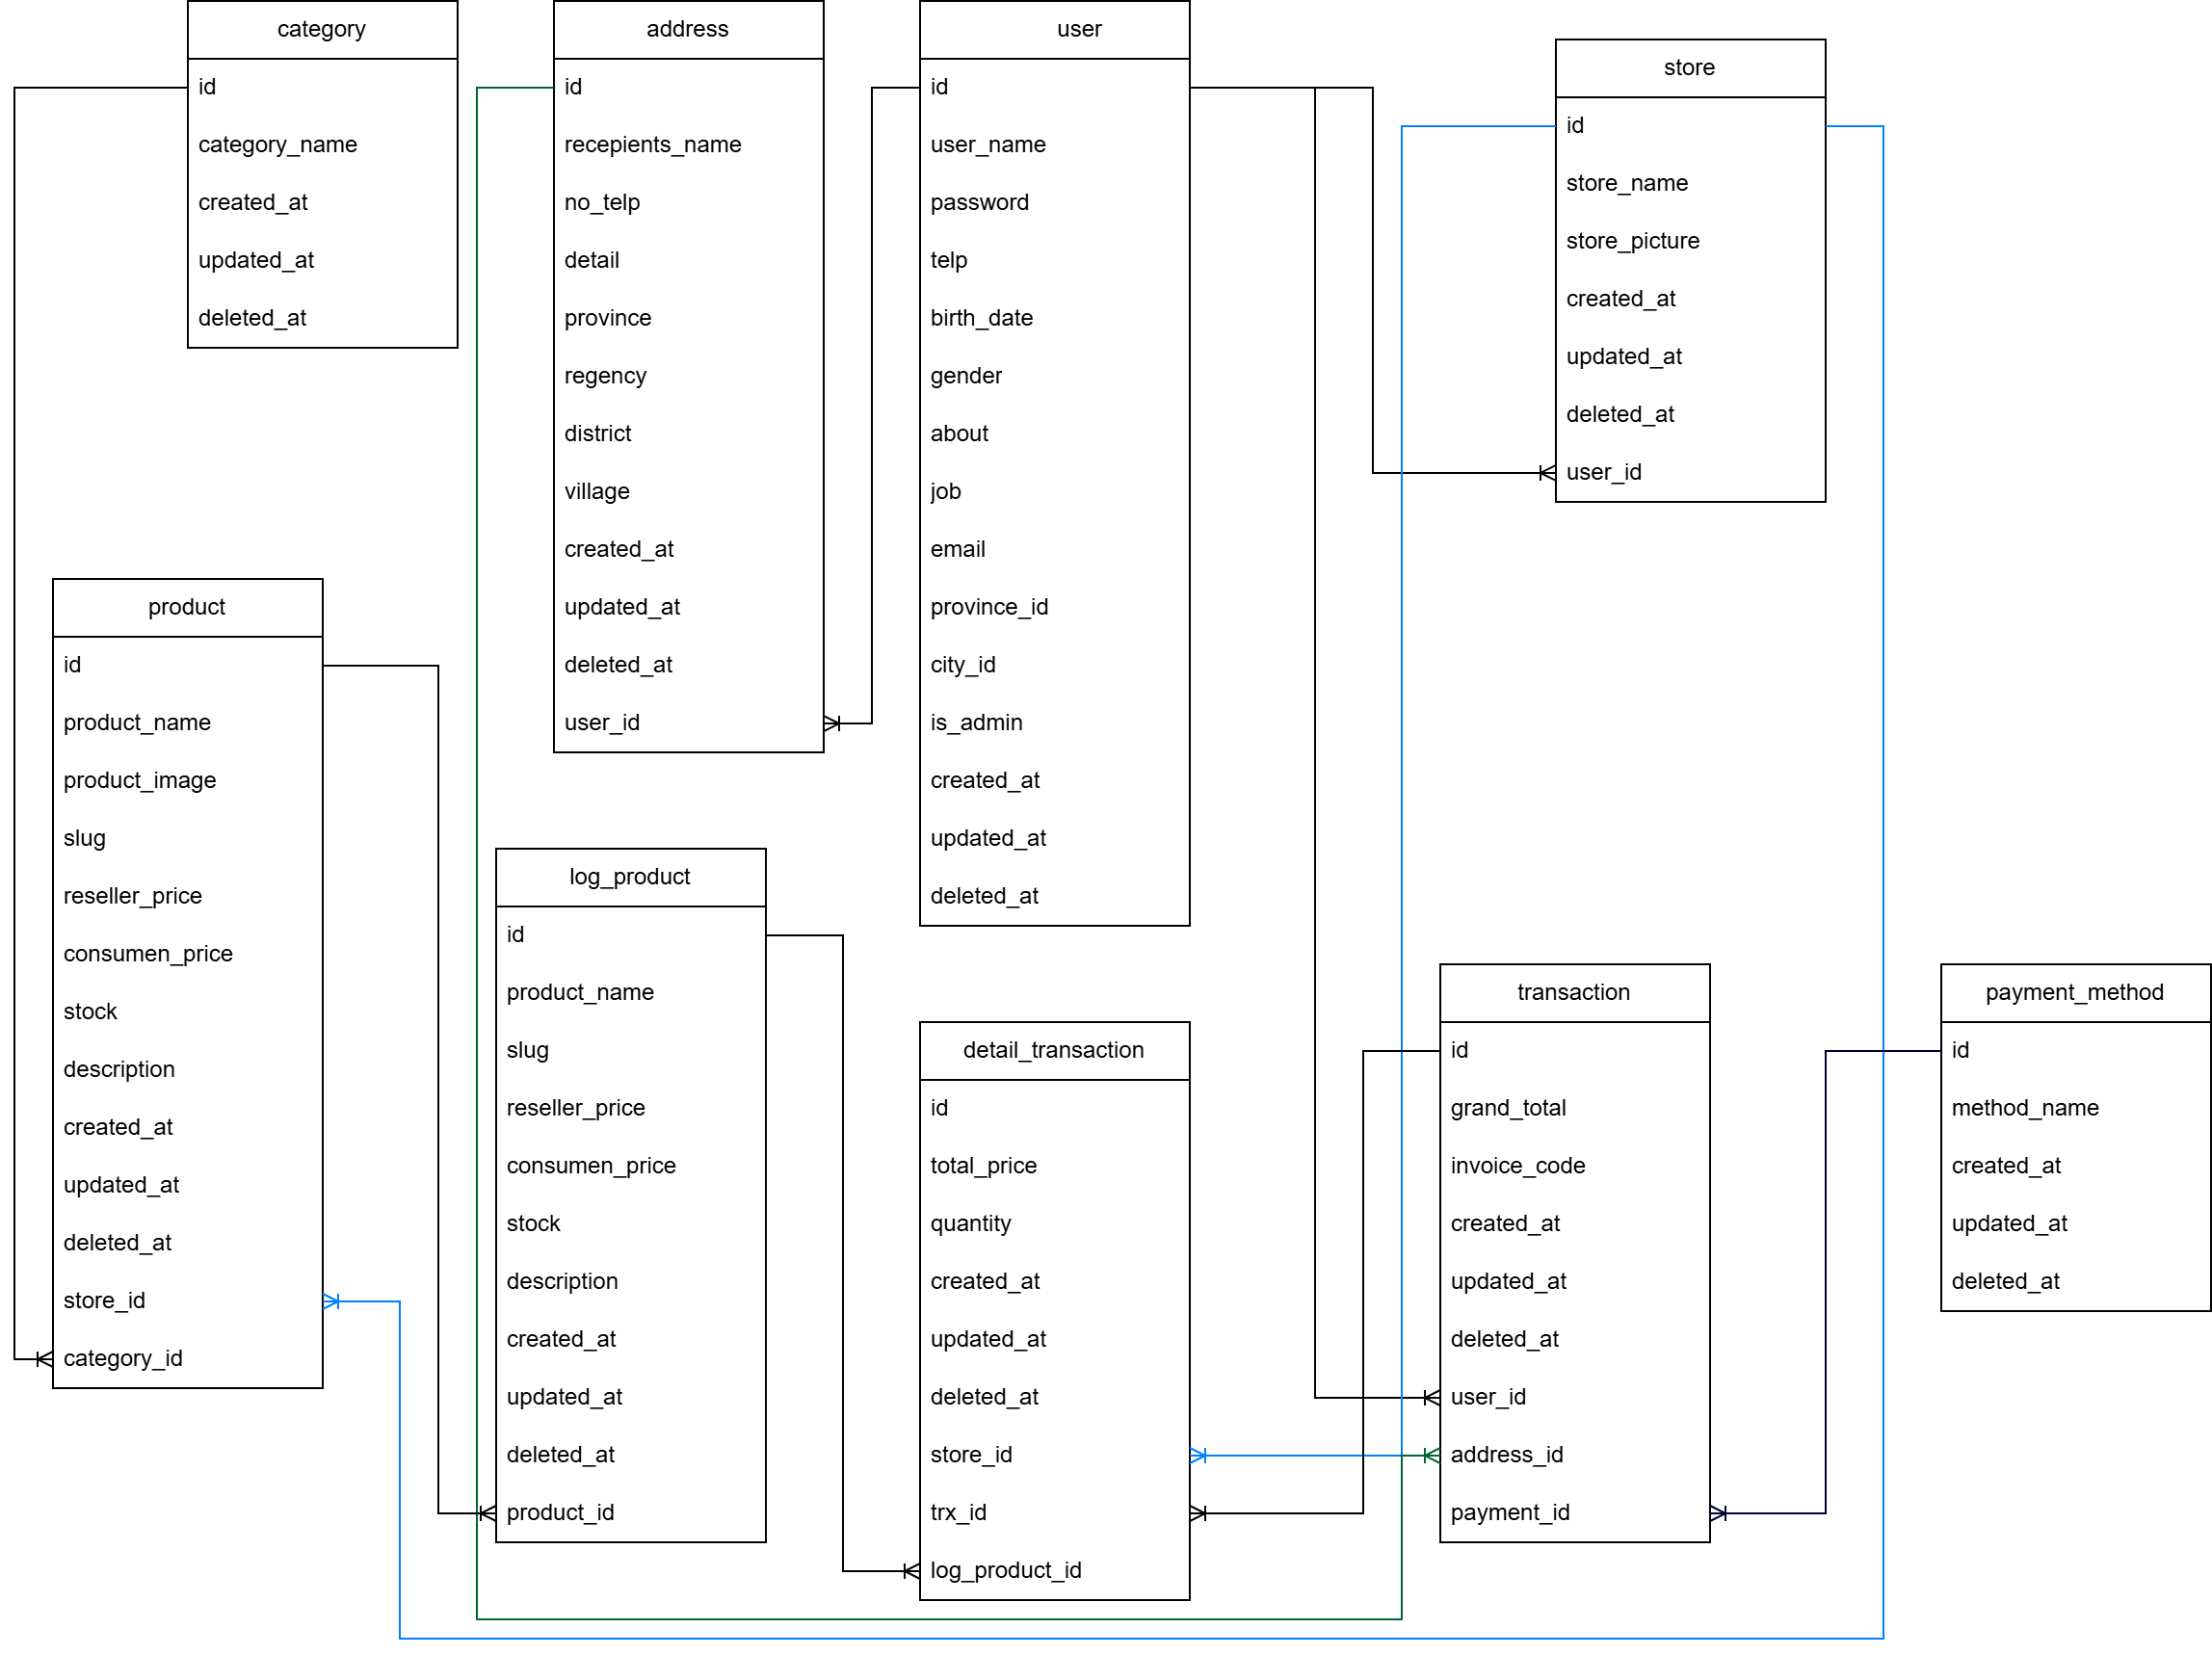 category
id
category_name
created_at
updated_at
deleted_at
address
id
recepients_name
no_telp
detail
province
regency
district
village
created_at
updated_at
deleted_at
user_id
user
id
user_name
password
telp
birth_date
gender
about
job
email
province_id
city_id
is_admin
created_at
updated_at
deleted_at
store
id
store_name
store_picture
created_at
updated_at
deleted_at
user_id
product
id
product_name
product_image
slug
reseller_price
consumen_price
stock
description
created_at
updated_at
deleted_at
store_id
category_id
log_product
id
product_name
slug
reseller_price
consumen_price
stock
description
created_at
updated_at
deleted_at
product_id
detail_transaction
id
total_price
quantity
created_at
updated_at
deleted_at
store_id
trx_id
log_product_id
transaction
id
grand_total
invoice_code
created_at
updated_at
deleted_at
user_id
address_id
payment_id
payment_method
id
method_name
created_at
updated_at
deleted_at